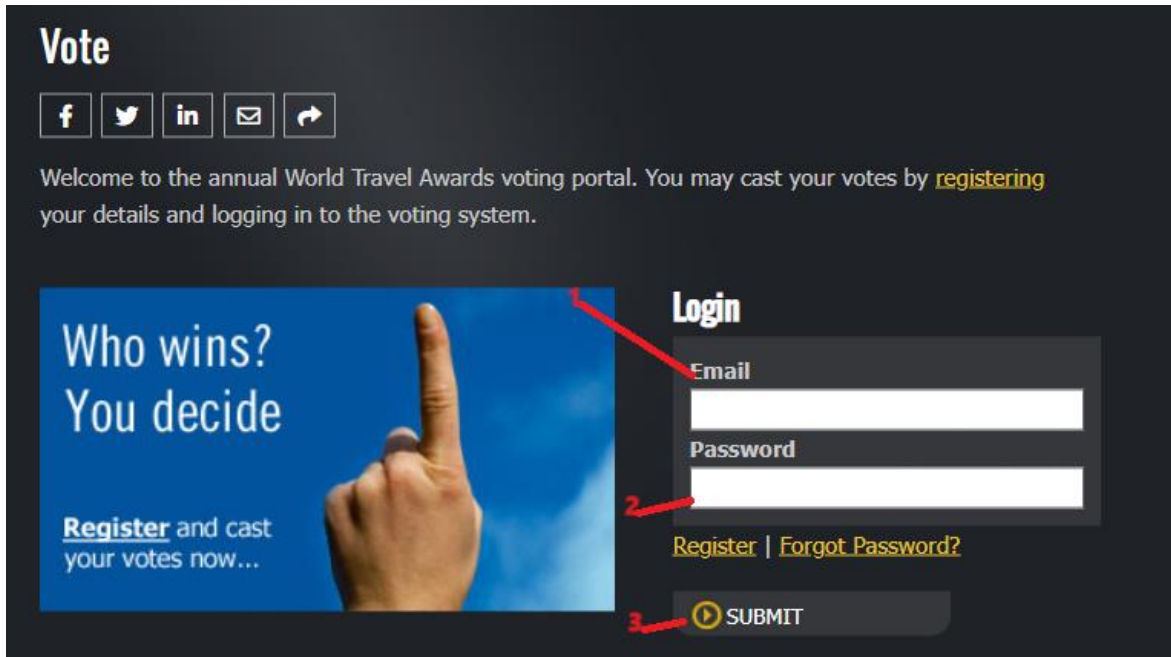 Vote
Welcome to the annual World Travel Awards voting portal. You may cast your votes by registering
your details and logging in to the voting system.
Who wins?
You decide
Register and cast
your votes now...
1
Login
Email
Password
2
Register | Forgot Password?
3
SUBMIT